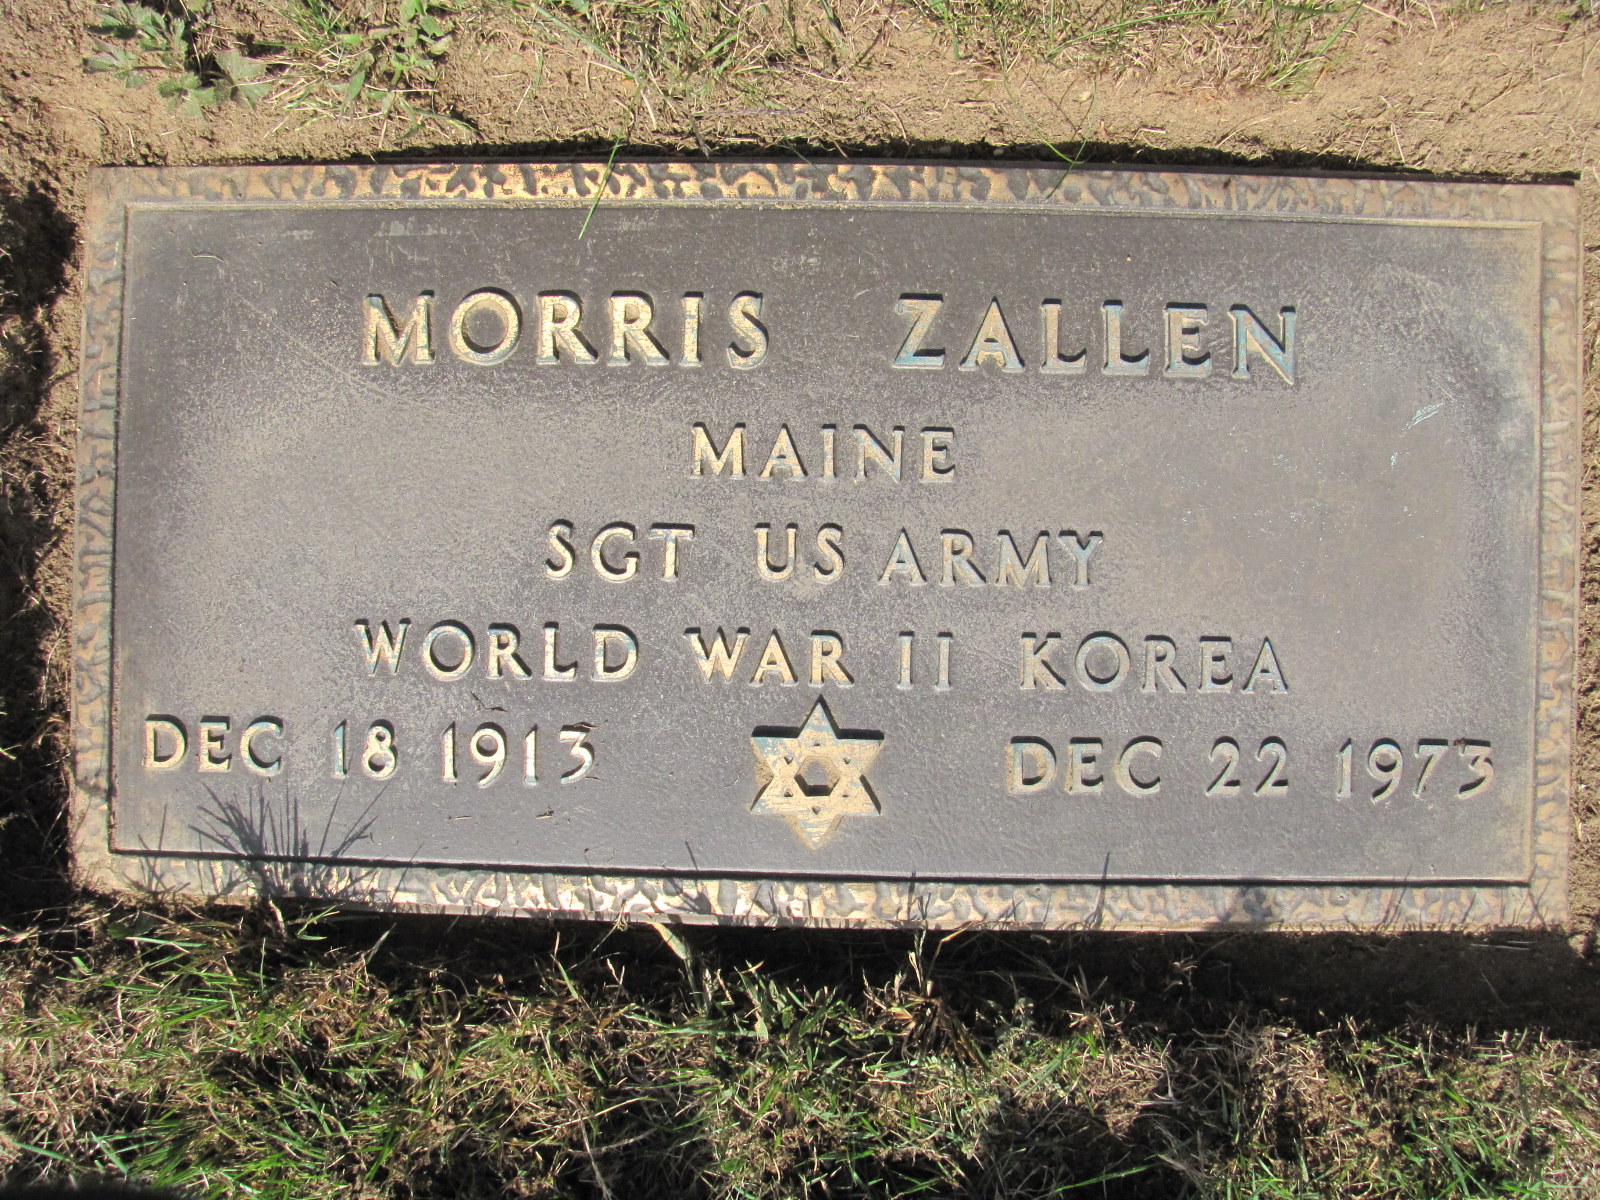 MORRIS ZALLEN
MAINE
SGT US ARMY
WORLD WAR II KOREA
DEC 18 1913 DEC 22 1973